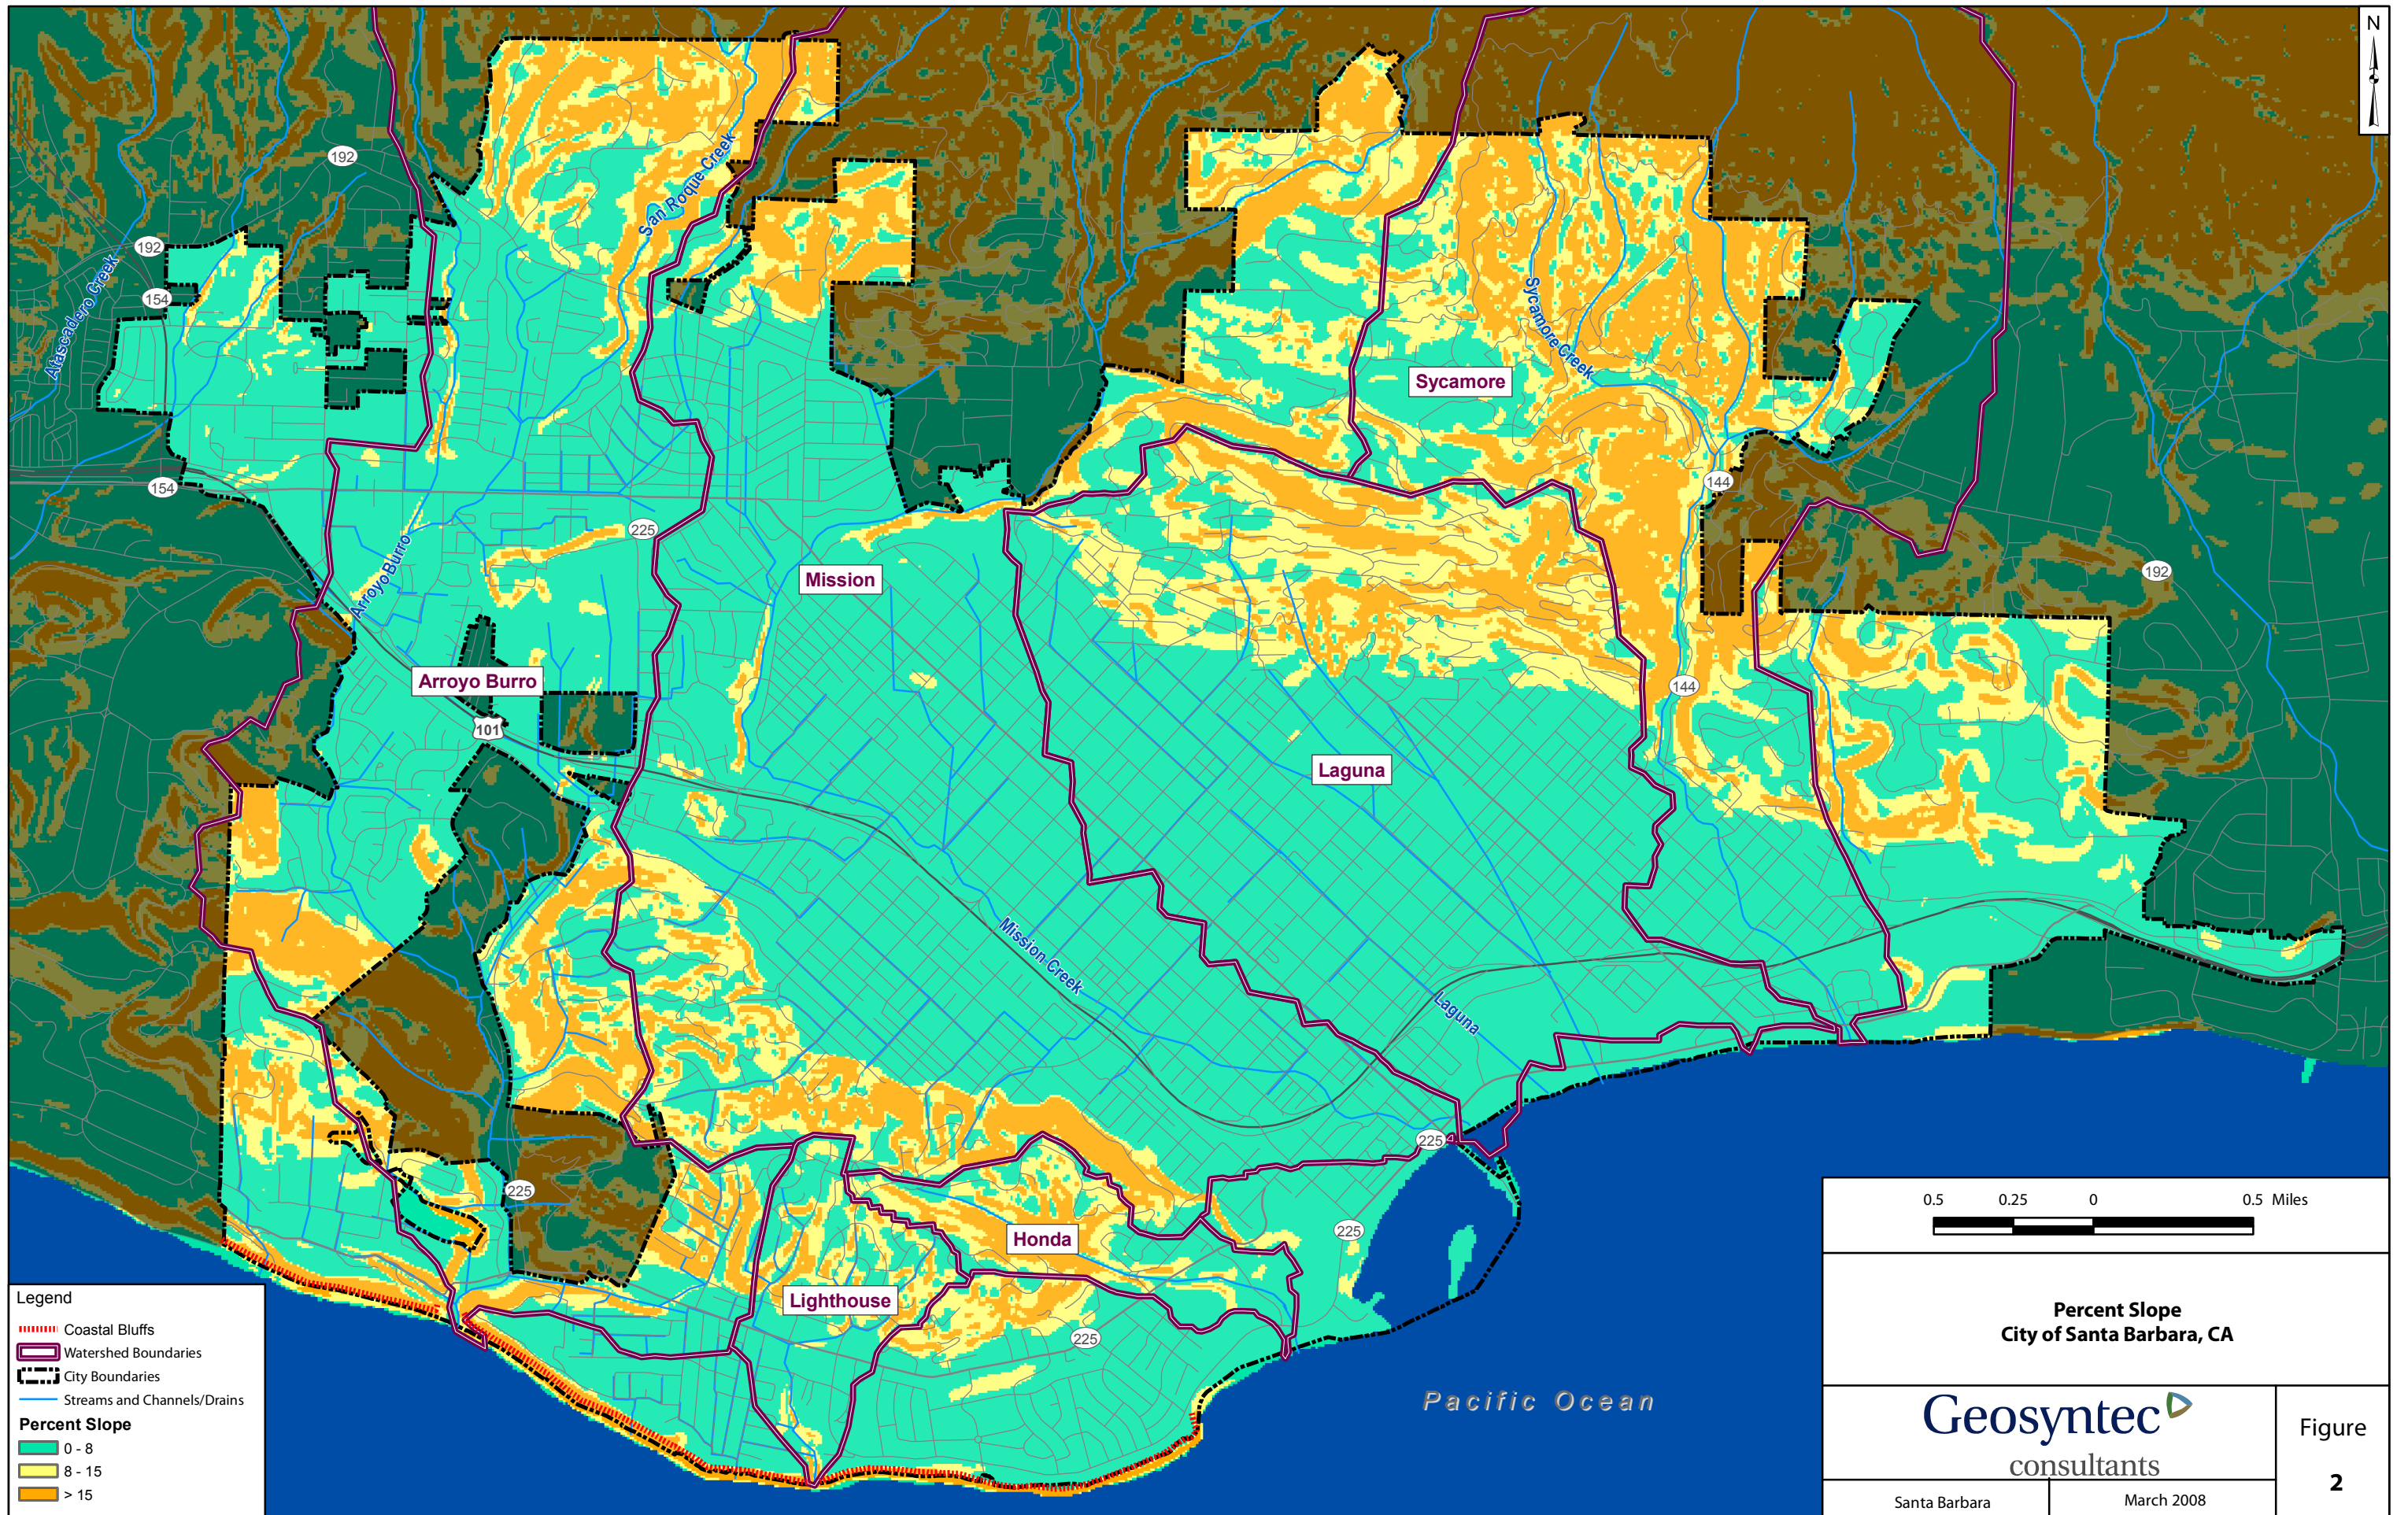 N
192
San Roque Creek
192
154
Atascadero Creek
Sycamore Creek
Sycamore
154
144
225
Arroyo Burro
Mission
192
Arroyo Burro
144
101
Laguna
Mission Creek
Laguna
225
225
225
Honda
Lighthouse
225
Pacific Ocean
Legend
Coastal Bluffs
Watershed Boundaries
City Boundaries
Streams and Channels/Drains
Percent Slope
0 - 8
8 - 15
> 15
0.5 0.25 0 0.5 Miles
Percent Slope
City of Santa Barbara, CA
Geosyntec
consultants
Figure
2
Santa Barbara
March 2008